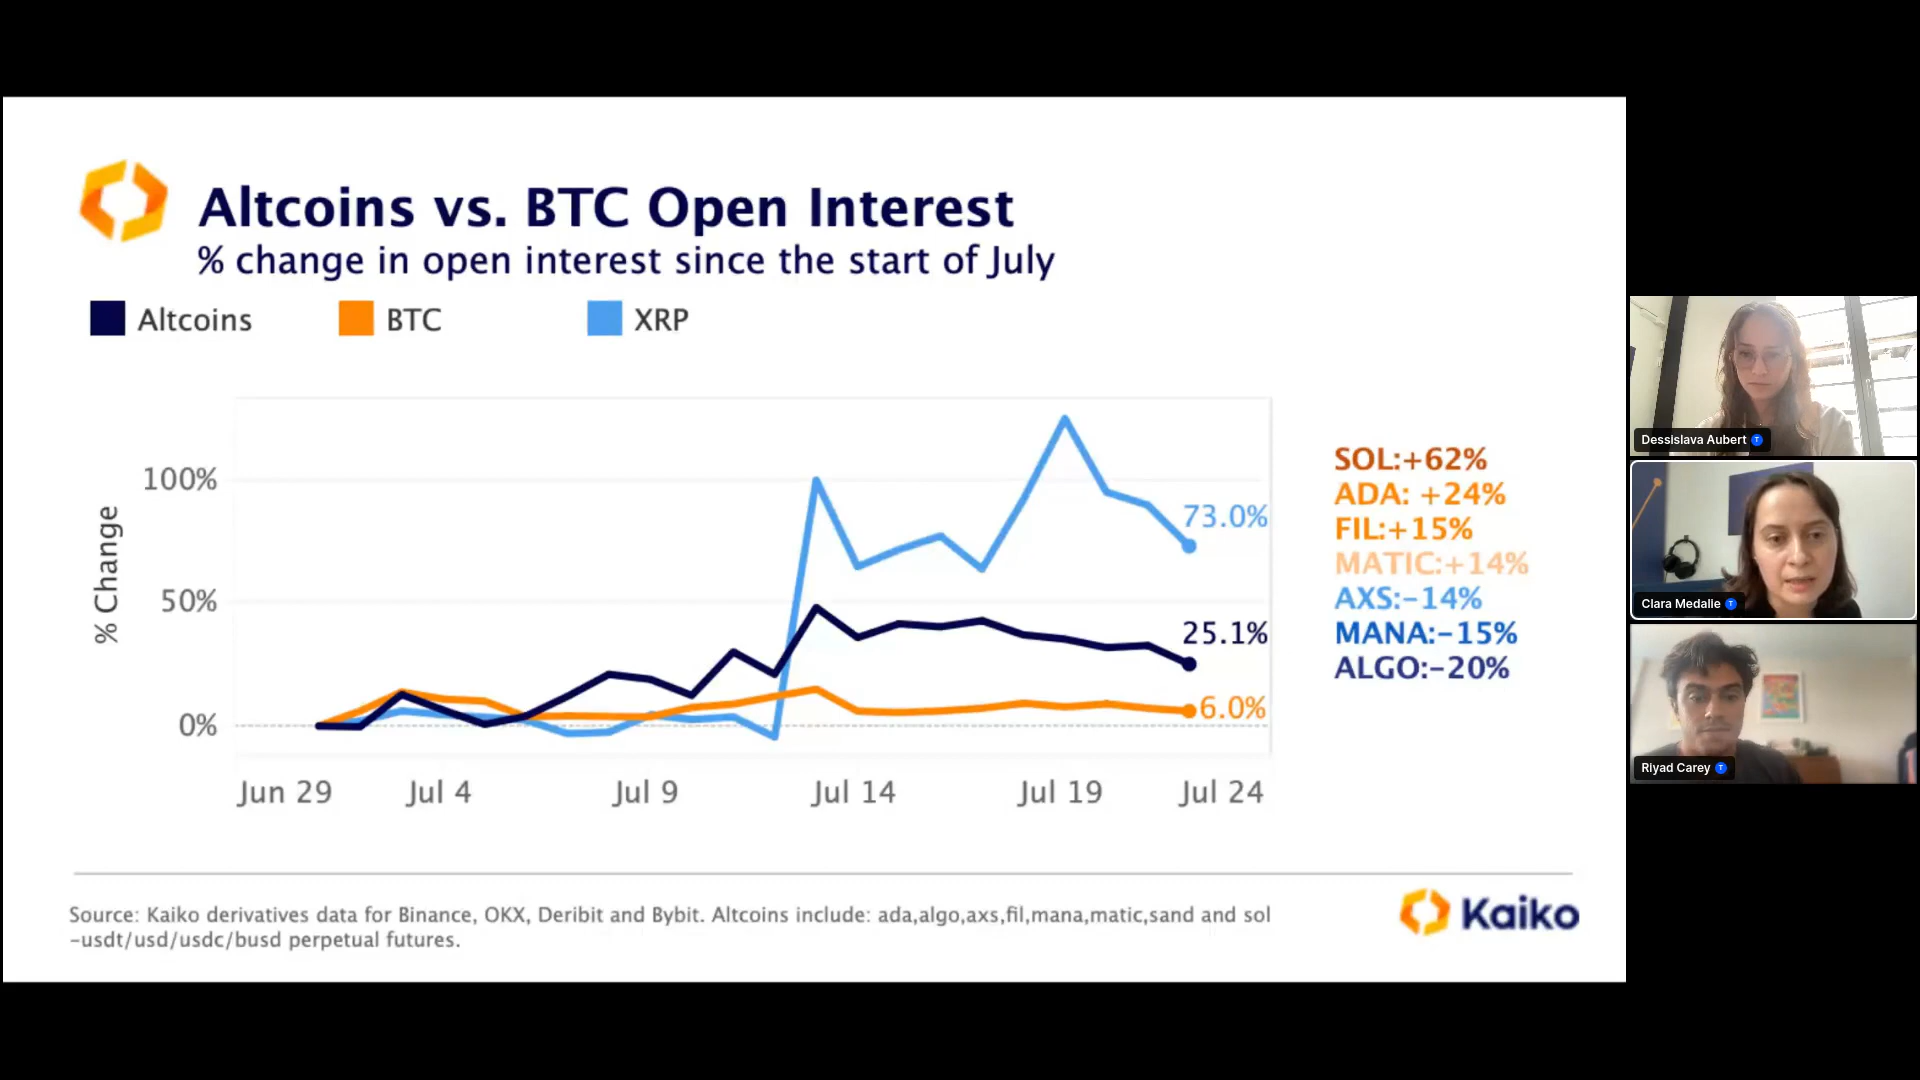 Altcoins vs. BTC Open Interest
% change in open interest since the start of July
Altcoins
BTC
XRP
% Change
100%
50%
0%
73.0%
25.1%
6.0%
Jun 29
Jul 4
Jul 9
Jul 14
Jul 19
Jul 24
SOL:+62%
ADA: +24%
FIL:+15%
MATIC:+14%
AXS:-14%
MANA:-15%
ALGO:-20%
Source: Kaiko derivatives data for Binance, OKX, Deribit and Bybit. Altcoins include: ada,algo,axs,fil,mana,matic,sand and sol
-usdt/usd/usdc/busd perpetual futures.
Kaiko
Dessislava Aubert T
Clara Medalie T
Riyad Carey T